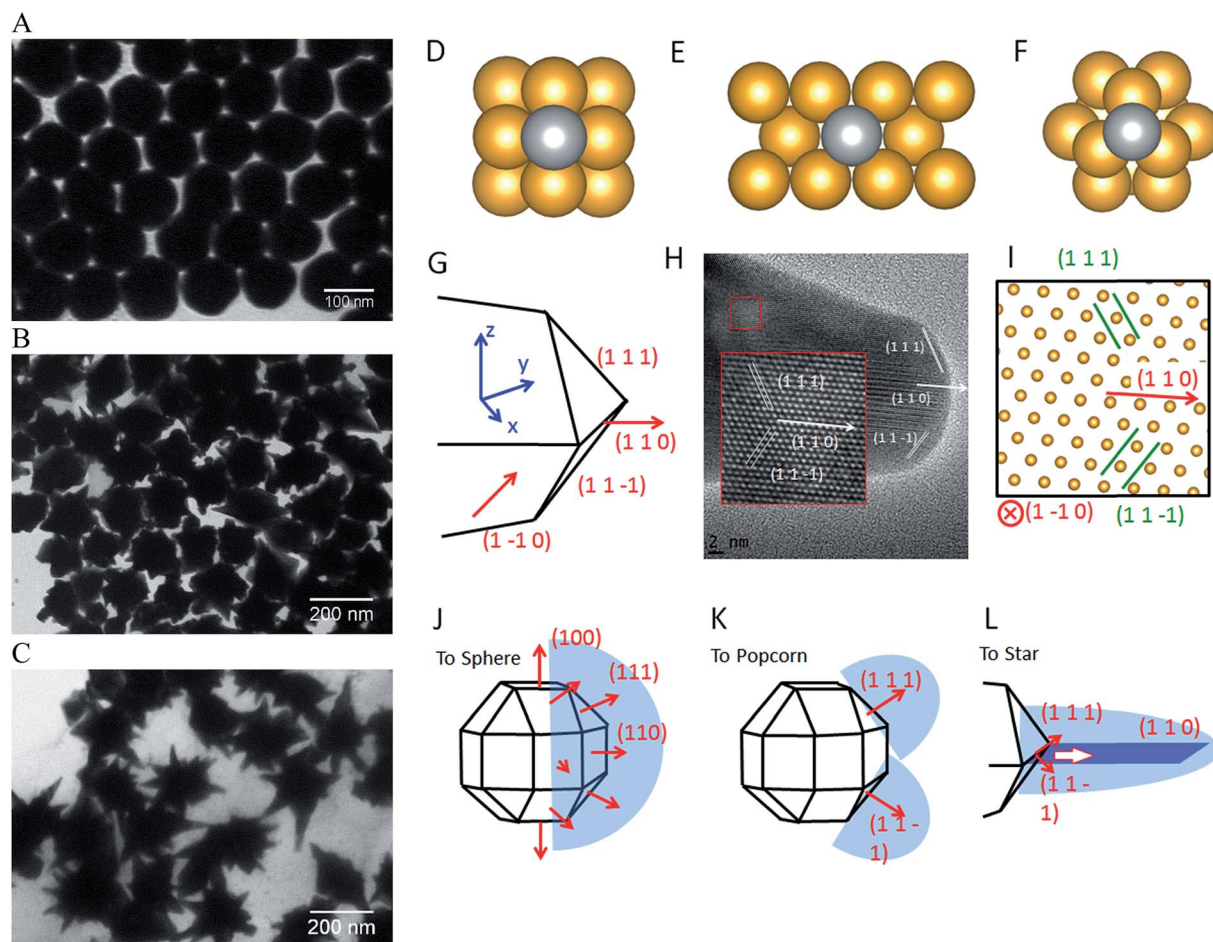 A
100 nm
B
200 nm
C
200 nm
D
E
F
G
z
y
x
(1 1 1)
(1 1 0)
(1 1 -1)
(1 -1 0)
H
(1 1 1)
(1 1 0)
(1 1 -1)
(1 1 1)
(1 1 0)
(1 1 -1)
2 nm
I
(1 1 1)
(1 1 0)
(1 -1 0)
(1 1 -1)
J
To Sphere
(100)
(111)
(110)
K
To Popcorn
(1 1 1)
(1 1 -
1)
L
To Star
(1 1 1)
(1 1 0)
(1 1 -
1)